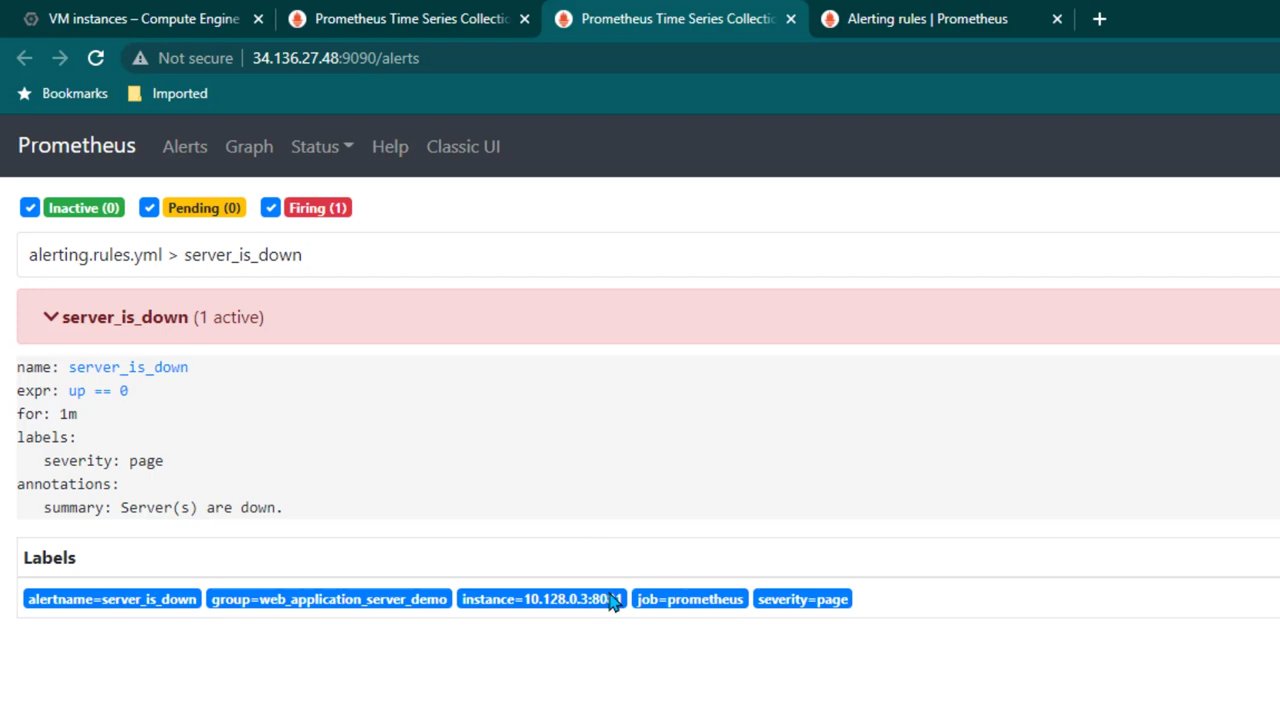 VM instances – Compute Engine
Prometheus Time Series Collectic
Prometheus Time Series Collectic
Alerting rules | Prometheus
Not secure
34.136.27.48:9090/alerts
Bookmarks
Imported
Prometheus
Alerts
Graph
Status
Help
Classic UI
Inactive (0)
Pending (0)
Firing (1)
alerting.rules.yml > server_is_down
server_is_down (1 active)
name: server_is_down
expr: up == 0
for: 1m
labels:
severity: page
annotations:
summary: Server(s) are down.
Labels
alertname=server_is_down
group=web_application_server_demo
job=prometheus
severity=page